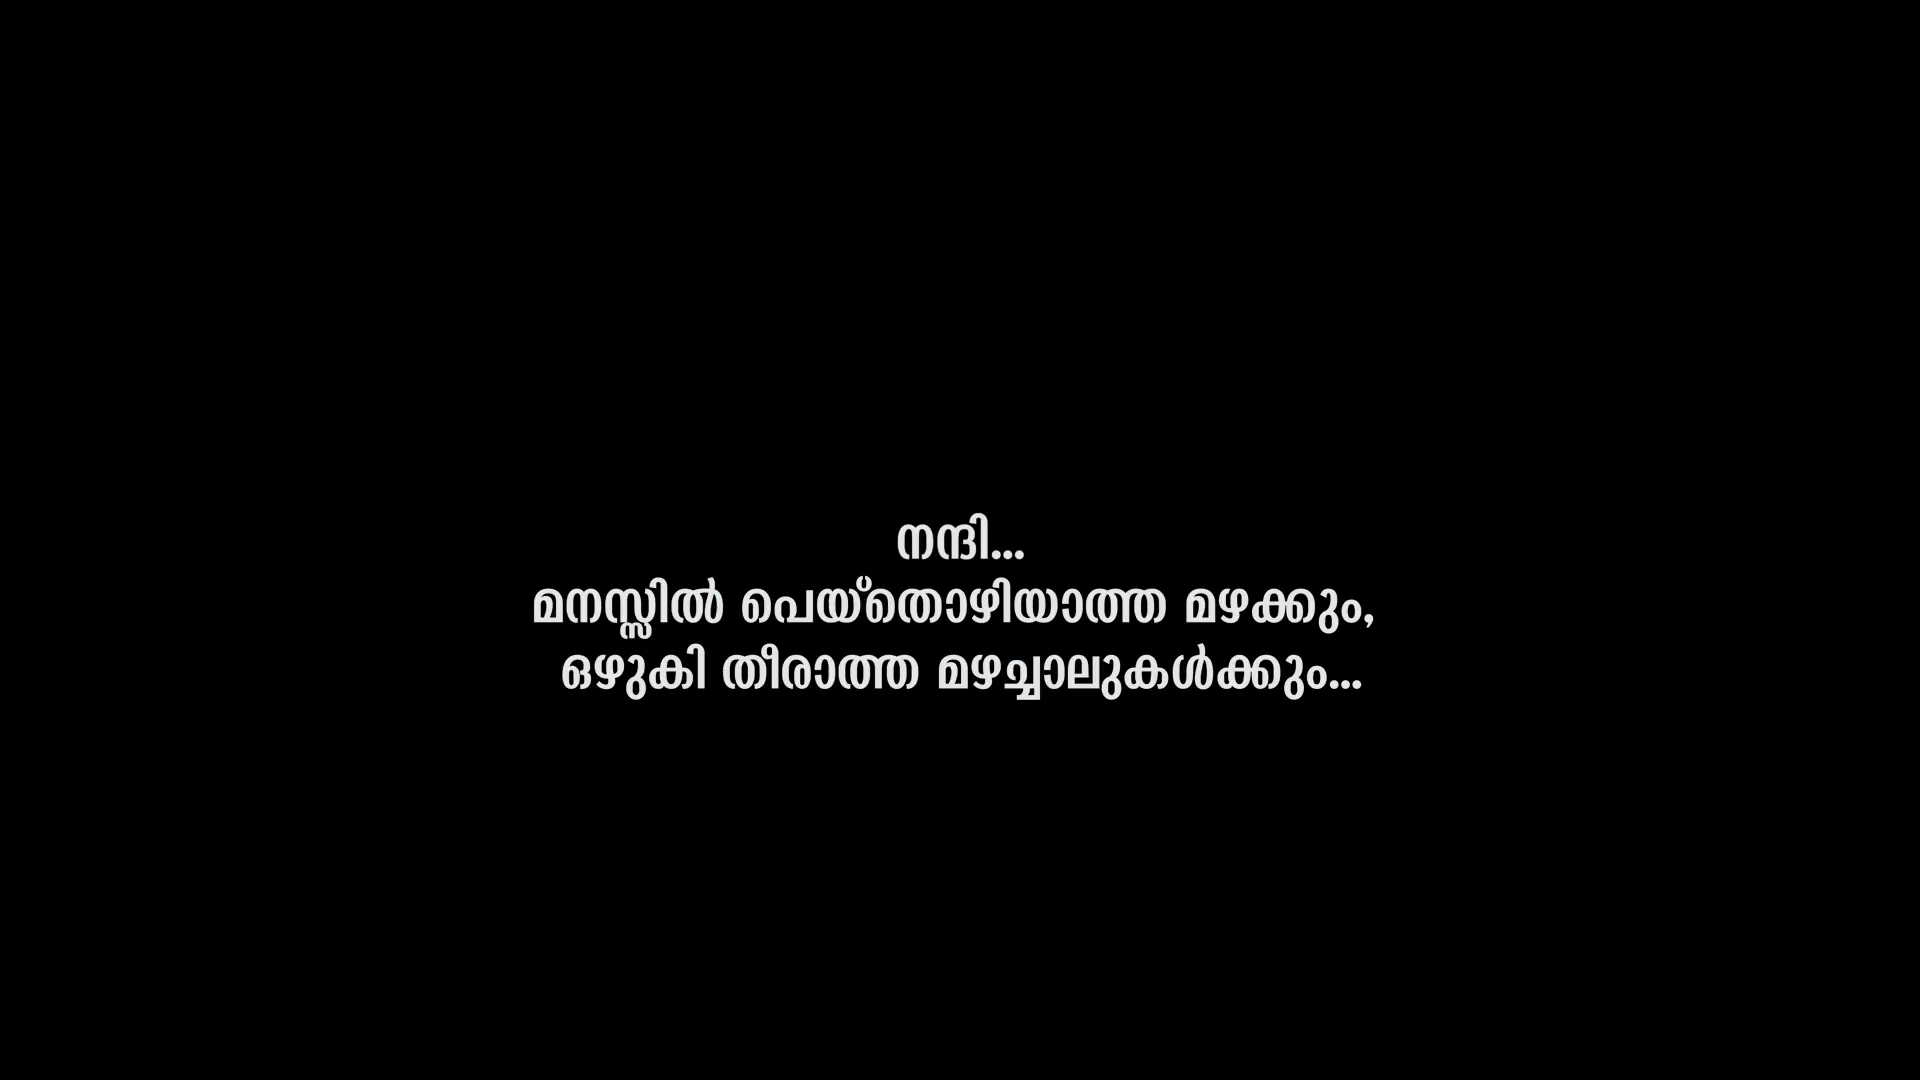 നന്ദി...
മനസ്സിൽ പെയ്തൊഴിയാത്ത മഴക്കും,
ഒഴുകി തീരാത്ത മഴച്ചാലുകൾക്കും...